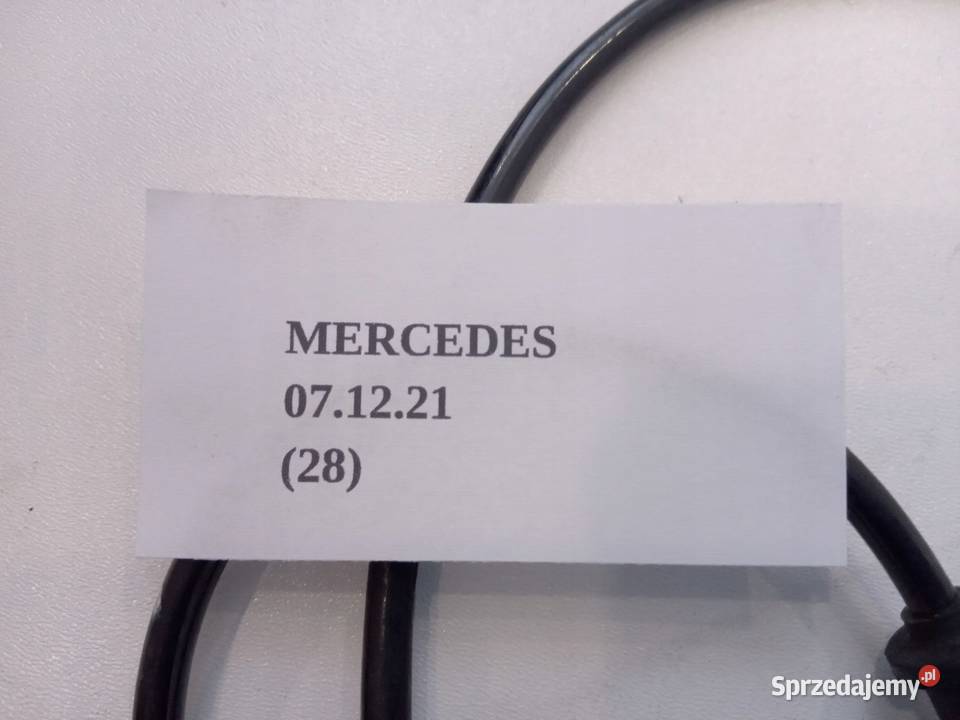 MERCEDES
07.12.21
(28)
Sprzedajemy.pl